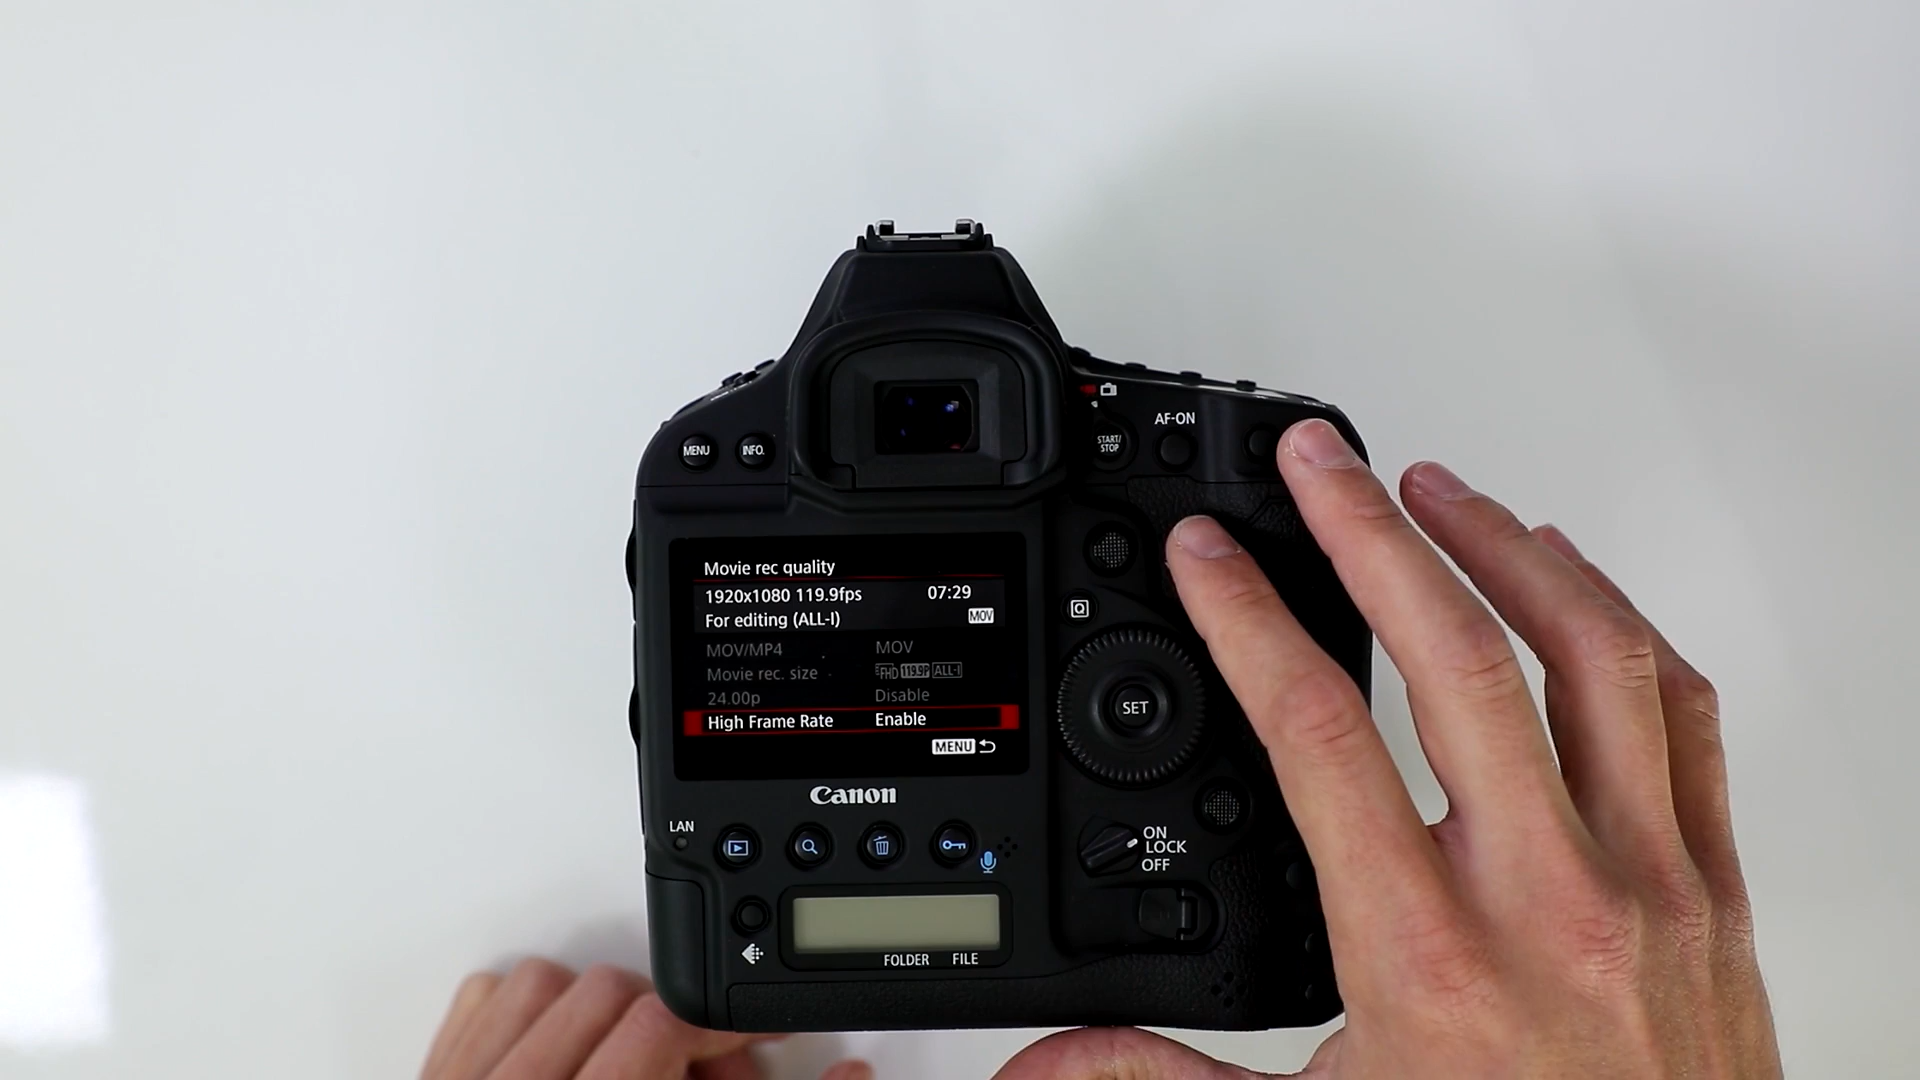 AF-ON
MENU
INFO.
START/
STOP
Movie rec quality
1920x1080 119.9fps 07:29
For editing (ALL-I) MOV
MOV/MP4 MOV
Movie rec. size FHD 119.9P ALL-I
24.00p Disable
High Frame Rate Enable
MENU
Q
SET
Canon
LAN
ON
LOCK
OFF
FOLDER FILE